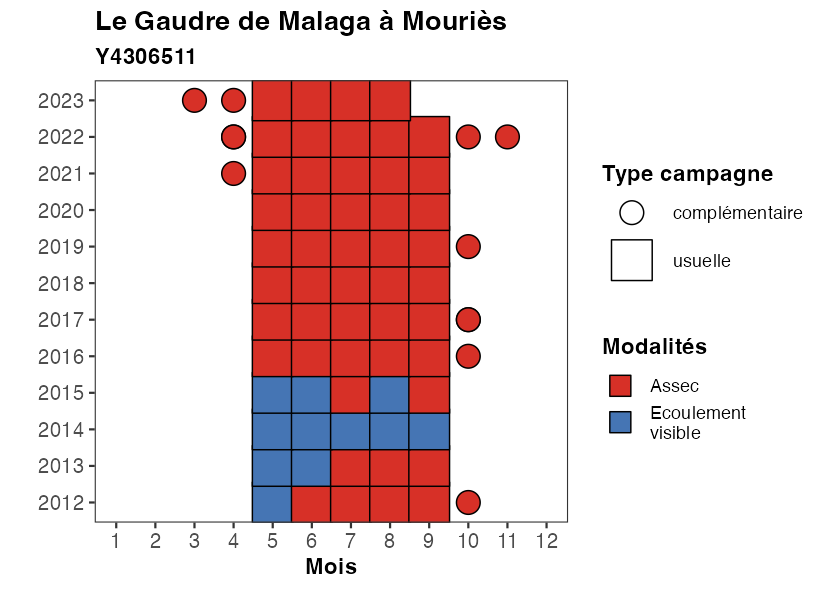 Le Gaudre de Malaga à Mouriès
Y4306511
2023
2022
2021
2020
2019
2018
2017
2016
2015
2014
2013
2012
1 2 3 4 5 6 7 8 9 10 11 12
Mois
Type campagne
complémentaire
usuelle
Modalités
Assec
Ecoulement
visible